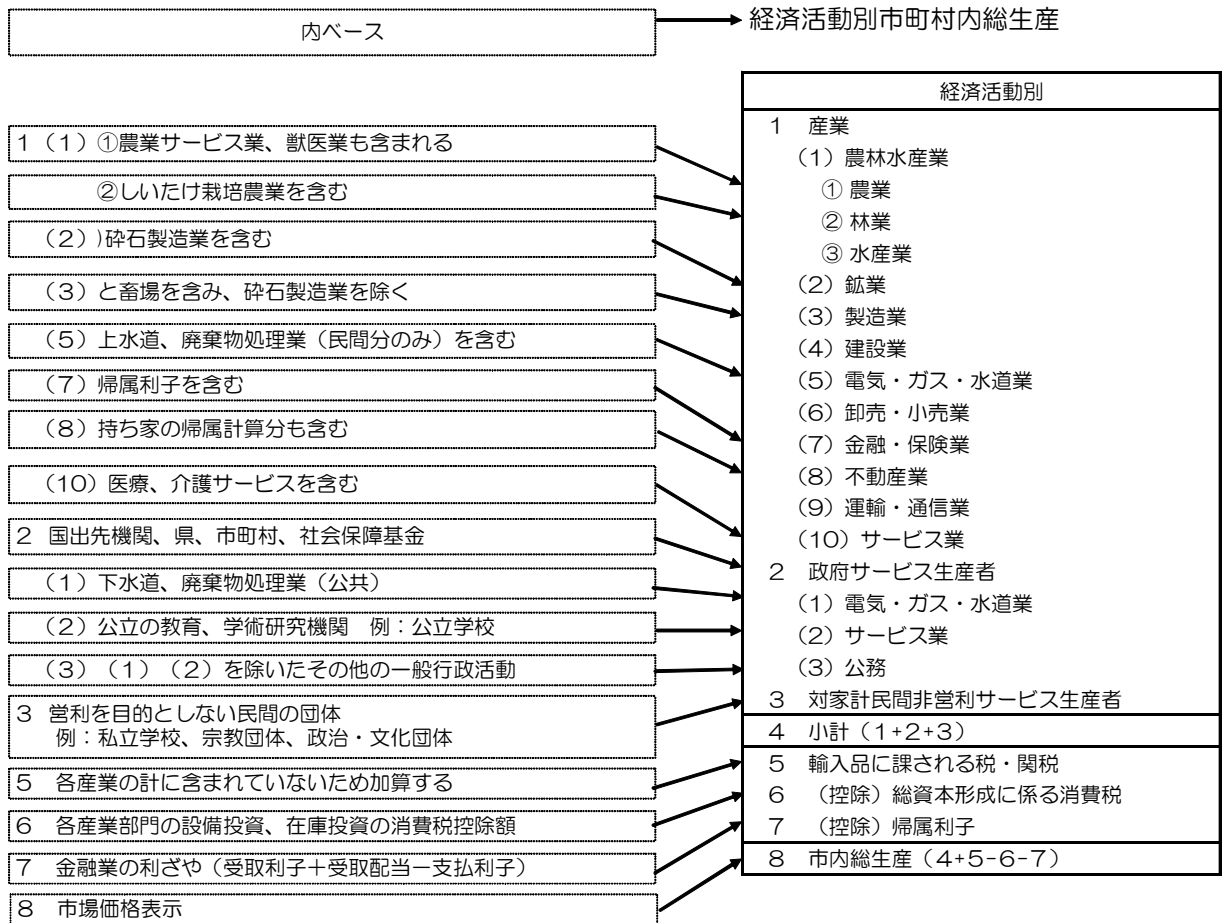 内ベース
経済活動別市町村内総生産
1 （1）①農業サービス業、獣医業も含まれる
②しいたけ栽培農業を含む
（2）)砕石製造業を含む
（3）と畜場を含み、砕石製造業を除く
（5）上水道、廃棄物処理業（民間分のみ）を含む
（7）帰属利子を含む
（8）持ち家の帰属計算分も含む
（10）医療、介護サービスを含む
2 国出先機関、県、市町村、社会保障基金
（1）下水道、廃棄物処理業（公共）
（2）公立の教育、学術研究機関 例：公立学校
（3）（1）（2）を除いたその他の一般行政活動
3 営利を目的としない民間の団体
例：私立学校、宗教団体、政治・文化団体
5 各産業の計に含まれていないため加算する
6 各産業部門の設備投資、在庫投資の消費税控除額
7 金融業の利ざや（受取利子＋受取配当－支払利子）
8 市場価格表示
経済活動別
1 産業
（1）農林水産業
① 農業
② 林業
③ 水産業
（2）鉱業
（3）製造業
（4）建設業
（5）電気・ガス・水道業
（6）卸売・小売業
（7）金融・保険業
（8）不動産業
（9）運輸・通信業
（10）サービス業
2 政府サービス生産者
（1）電気・ガス・水道業
（2）サービス業
（3）公務
3 対家計民間非営利サービス生産者
4 小計（1+2+3）
5 輸入品に課される税・関税
6 （控除）総資本形成に係る消費税
7 （控除）帰属利子
8 市内総生産（4+5-6-7）